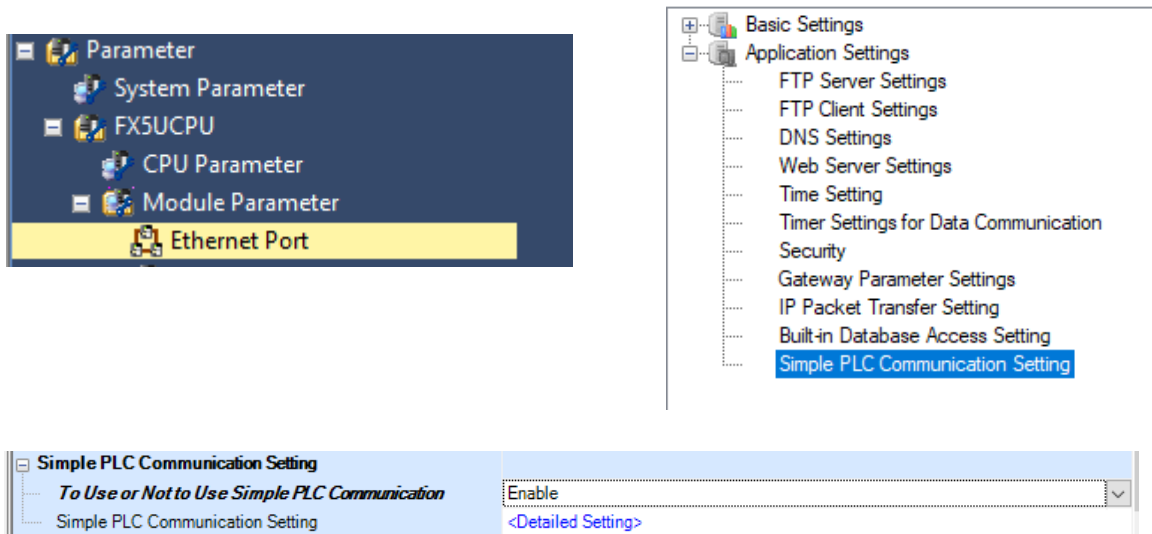 Parameter
System Parameter
FX5UCPU
CPU Parameter
Module Parameter
Ethernet Port
Basic Settings
Application Settings
FTP Server Settings
FTP Client Settings
DNS Settings
Web Server Settings
Time Setting
Timer Settings for Data Communication
Security
Gateway Parameter Settings
IP Packet Transfer Setting
Built-in Database Access Setting
Simple PLC Communication Setting
Simple PLC Communication Setting
To Use or Not to Use Simple PLC Communication Enable
Simple PLC Communication Setting <Detailed Setting>